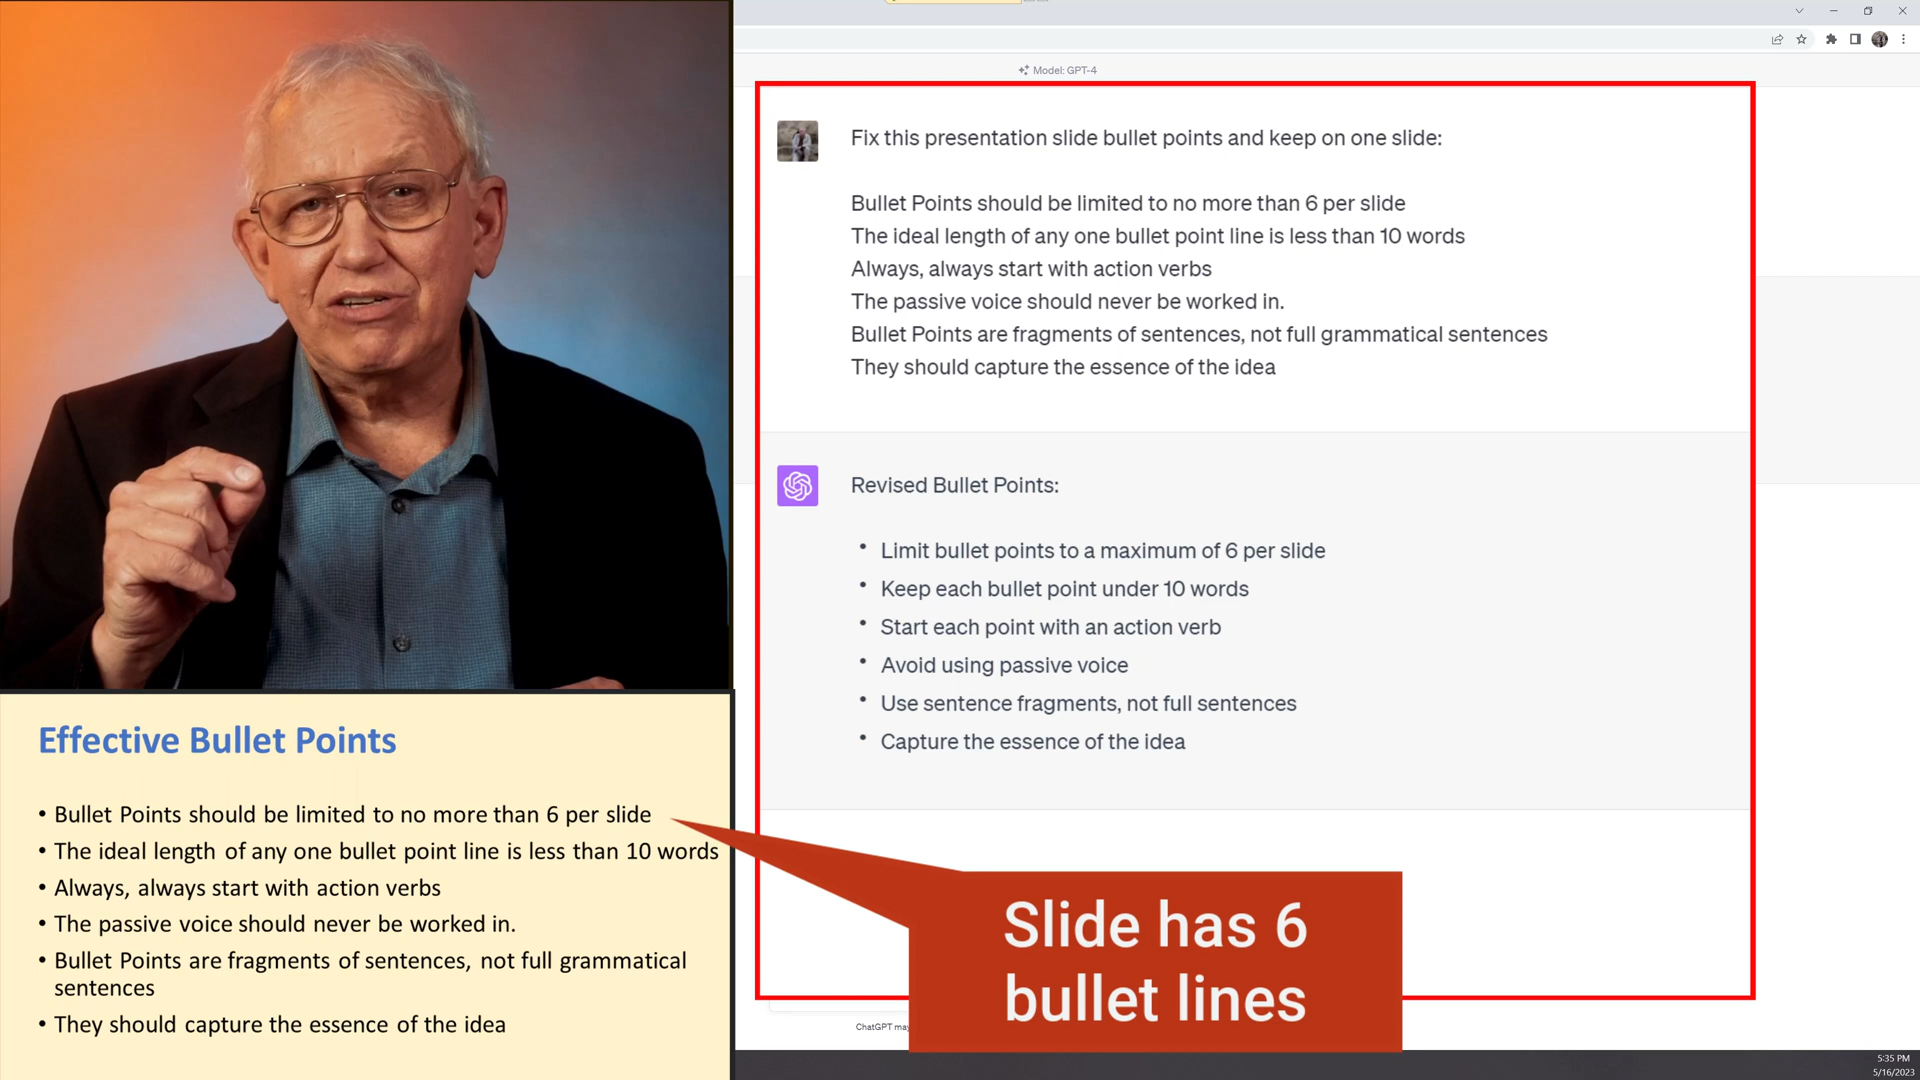 Model: GPT-4
Fix this presentation slide bullet points and keep on one slide:
Bullet Points should be limited to no more than 6 per slide
The ideal length of any one bullet point line is less than 10 words
Always, always start with action verbs
The passive voice should never be worked in.
Bullet Points are fragments of sentences, not full grammatical sentences
They should capture the essence of the idea
Revised Bullet Points:
• Limit bullet points to a maximum of 6 per slide
• Keep each bullet point under 10 words
• Start each point with an action verb
• Avoid using passive voice
• Use sentence fragments, not full sentences
• Capture the essence of the idea
Effective Bullet Points
• Bullet Points should be limited to no more than 6 per slide
• The ideal length of any one bullet point line is less than 10 words
• Always, always start with action verbs
• The passive voice should never be worked in.
• Bullet Points are fragments of sentences, not full grammatical
sentences
• They should capture the essence of the idea
Slide has 6
bullet lines
ChatGPT may
5:35 PM
5/16/2023